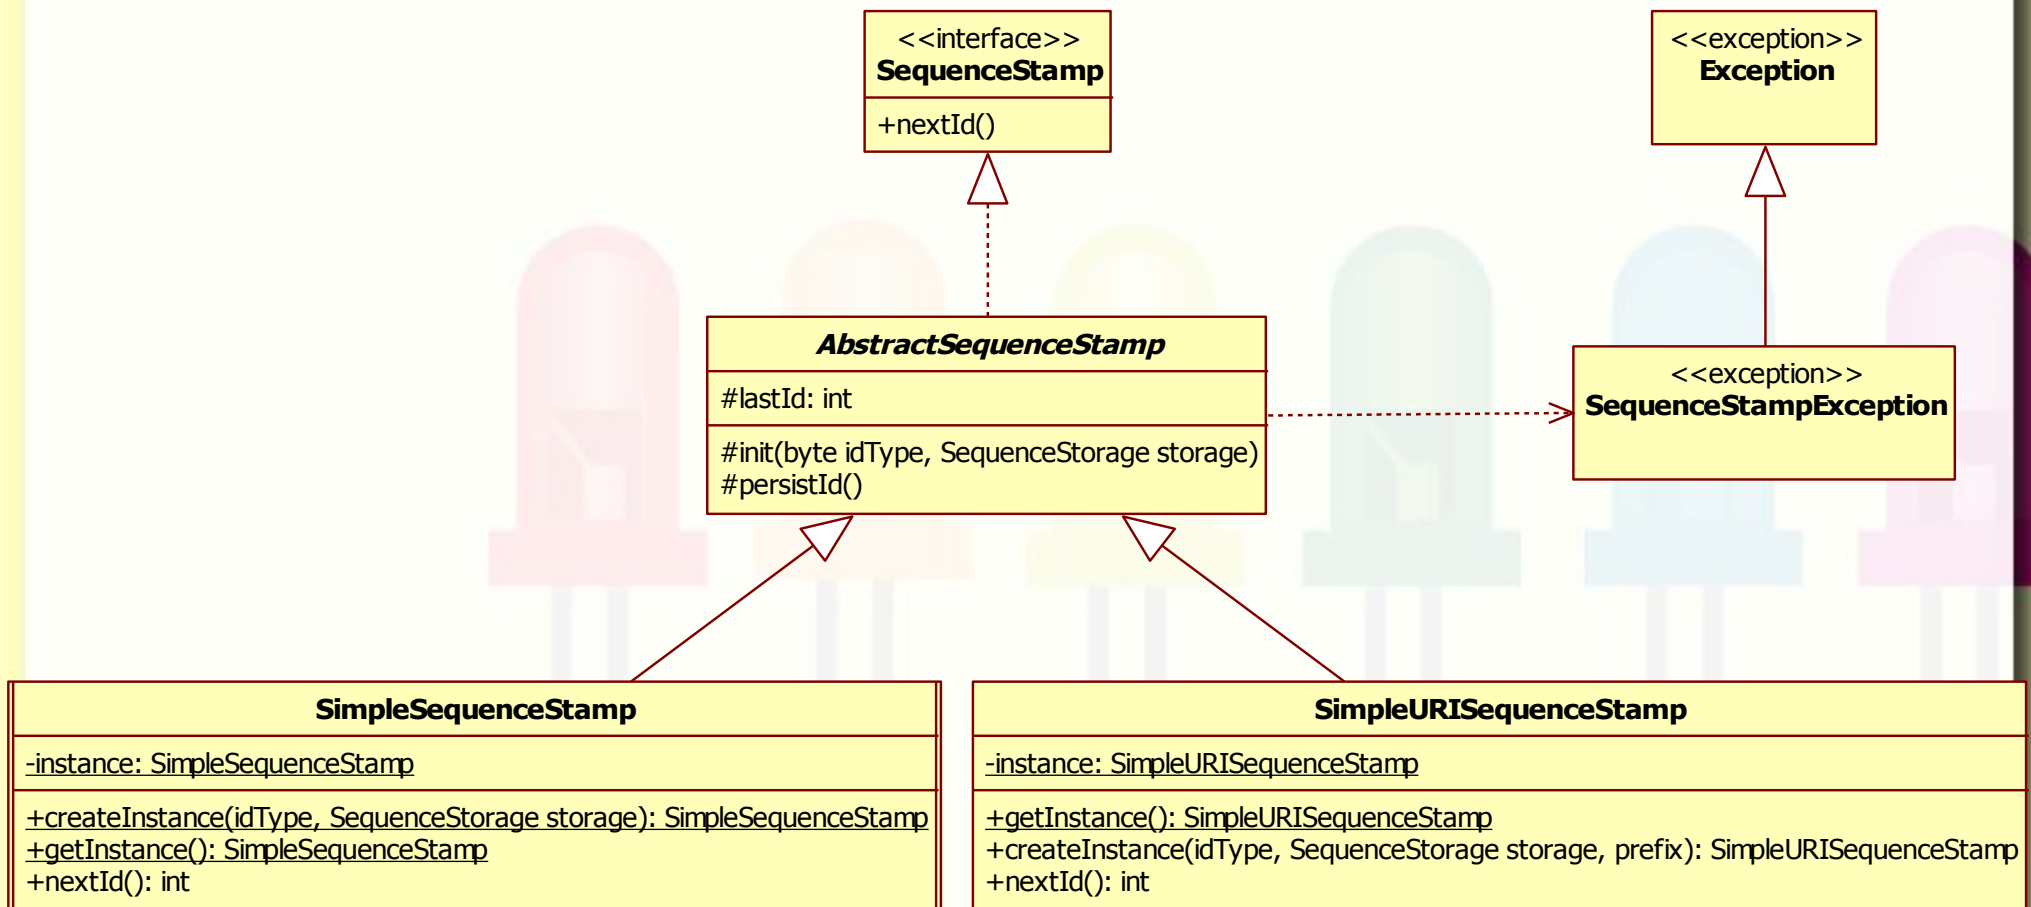 <<interface>>
SequenceStamp
+nextId()
<<exception>>
Exception
AbstractSequenceStamp
#lastId: int
#init(byte idType, SequenceStorage storage)
#persistId()
<<exception>>
SequenceStampException
SimpleSequenceStamp
-instance: SimpleSequenceStamp
+createInstance(idType, SequenceStorage storage): SimpleSequenceStamp
+getInstance(): SimpleSequenceStamp
+nextId(): int
SimpleURISequenceStamp
-instance: SimpleURISequenceStamp
+getInstance(): SimpleURISequenceStamp
+createInstance(idType, SequenceStorage storage, prefix): SimpleURISequenceStamp
+nextId(): int